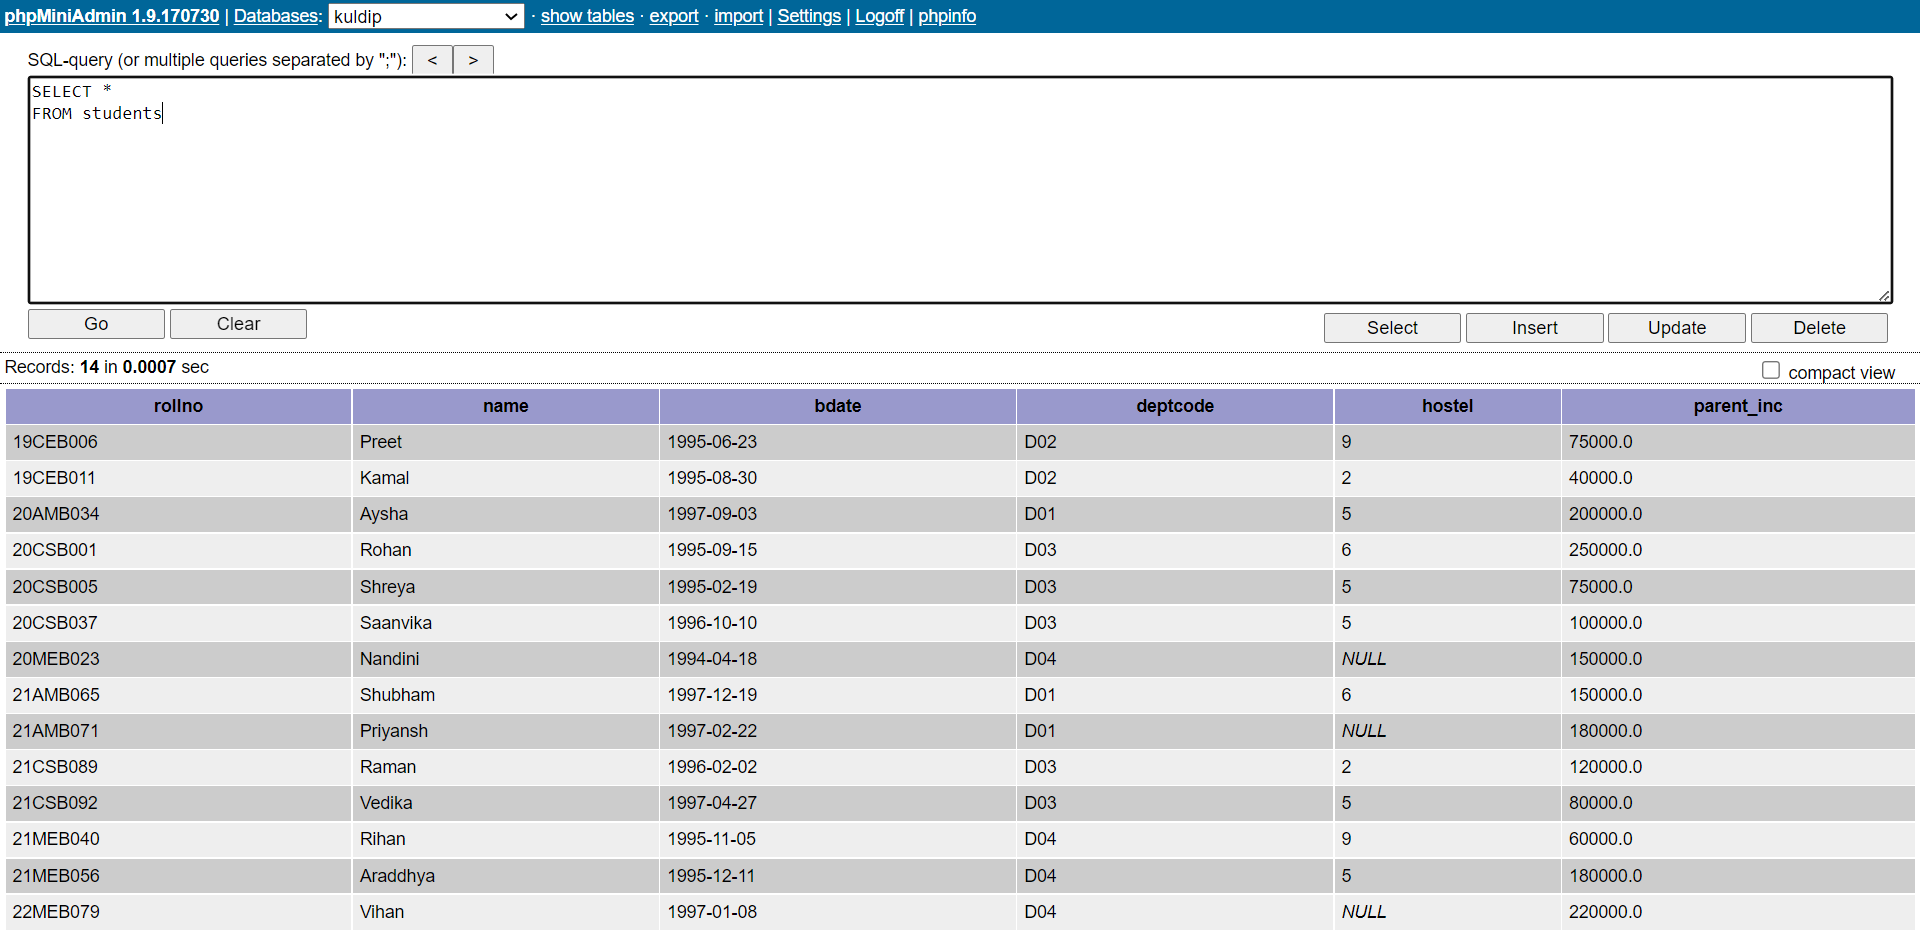 phpMiniAdmin 1.9.170730 | Databases: kuldip · show tables · export · import | Settings | Logoff | phpinfo
SQL-query (or multiple queries separated by ";"): < >
SELECT *
FROM students
Go Clear Select Insert Update Delete
Records: 14 in 0.0007 sec compact view
rollno name bdate deptcode hostel parent_inc
19CEB006 Preet 1995-06-23 D02 9 75000.0
19CEB011 Kamal 1995-08-30 D02 2 40000.0
20AMB034 Aysha 1997-09-03 D01 5 200000.0
20CSB001 Rohan 1995-09-15 D03 6 250000.0
20CSB005 Shreya 1995-02-19 D03 5 75000.0
20CSB037 Saanvika 1996-10-10 D03 5 100000.0
20MEB023 Nandini 1994-04-18 D04 NULL 150000.0
21AMB065 Shubham 1997-12-19 D01 6 150000.0
21AMB071 Priyansh 1997-02-22 D01 NULL 180000.0
21CSB089 Raman 1996-02-02 D03 2 120000.0
21CSB092 Vedika 1997-04-27 D03 5 80000.0
21MEB040 Rihan 1995-11-05 D04 9 60000.0
21MEB056 Araddhya 1995-12-11 D04 5 180000.0
22MEB079 Vihan 1997-01-08 D04 NULL 220000.0